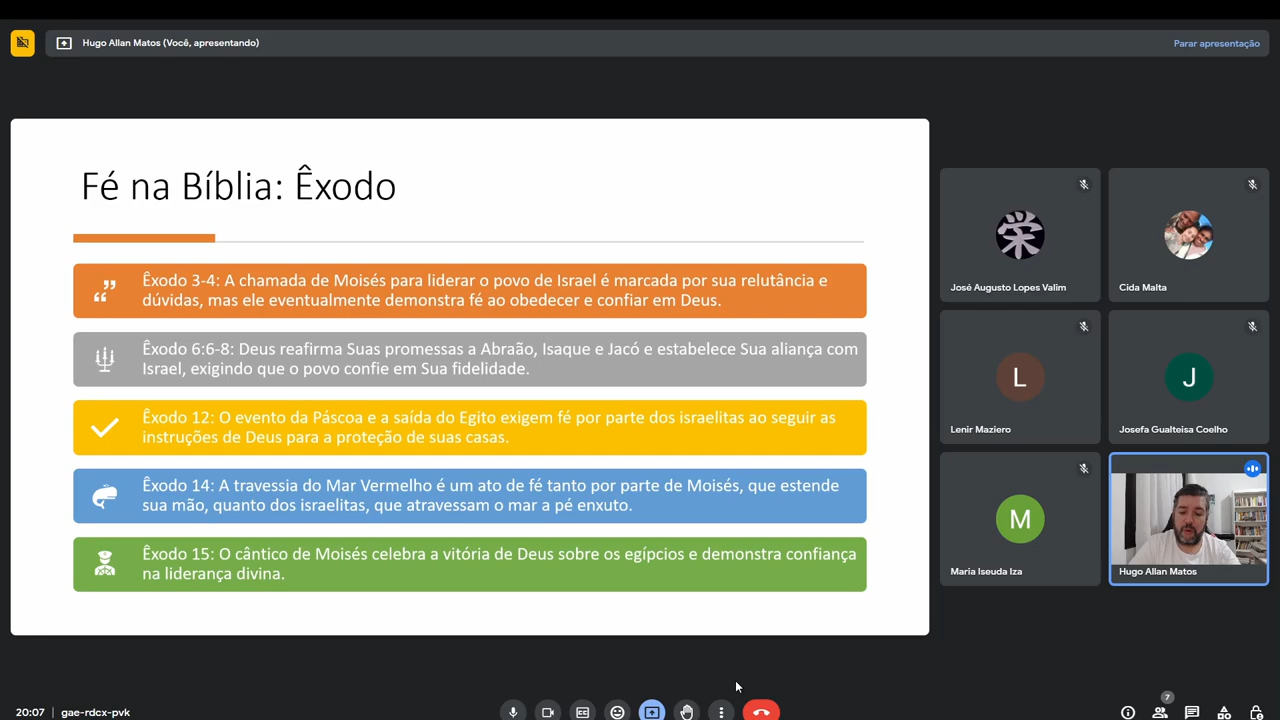 Hugo Allan Matos (Você, apresentando)
Parar apresentação
Fé na Bíblia: Êxodo
Êxodo 3-4: A chamada de Moisés para liderar o povo de Israel é marcada por sua relutância e
dúvidas, mas ele eventualmente demonstra fé ao obedecer e confiar em Deus.
Êxodo 6:6-8: Deus reafirma Suas promessas a Abraão, Isaque e Jacó e estabelece Sua aliança com
Israel, exigindo que o povo confie em Sua fidelidade.
Êxodo 12: O evento da Páscoa e a saída do Egito exigem fé por parte dos israelitas ao seguir as
instruções de Deus para a proteção de suas casas.
Êxodo 14: A travessia do Mar Vermelho é um ato de fé tanto por parte de Moisés, que estende
sua mão, quanto dos israelitas, que atravessam o mar a pé enxuto.
Êxodo 15: O cântico de Moisés celebra a vitória de Deus sobre os egípcios e demonstra confiança
na liderança divina.
栄
José Augusto Lopes Valim
Cida Malta
L
Lenir Maziero
J
Josefa Gualteisa Coelho
M
Maria Iseuda Iza
Hugo Allan Matos
20:07 | gae-rdcx-pvk
7